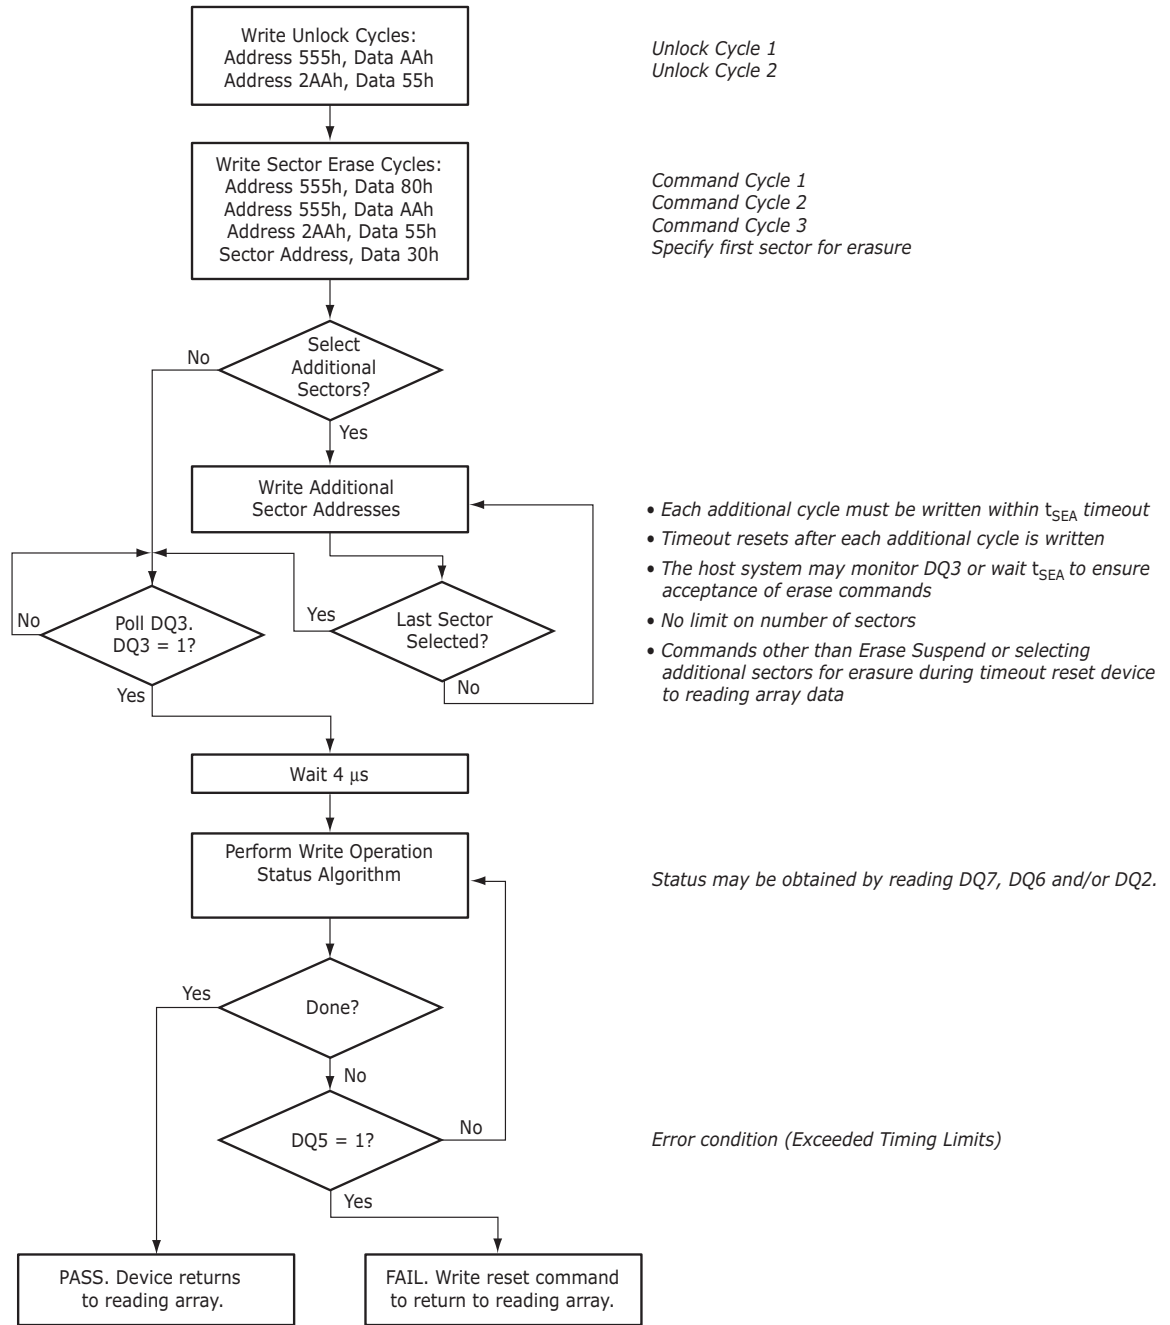 Write Unlock Cycles:
Address 555h, Data AAh
Address 2AAh, Data 55h
Unlock Cycle 1
Unlock Cycle 2
Write Sector Erase Cycles:
Address 555h, Data 80h
Address 555h, Data AAh
Address 2AAh, Data 55h
Sector Address, Data 30h
Command Cycle 1
Command Cycle 2
Command Cycle 3
Specify first sector for erasure
Select
Additional
Sectors?
No
Yes
Write Additional
Sector Addresses
• Each additional cycle must be written within tSEA timeout
• Timeout resets after each additional cycle is written
• The host system may monitor DQ3 or wait tSEA to ensure
acceptance of erase commands
• No limit on number of sectors
• Commands other than Erase Suspend or selecting
additional sectors for erasure during timeout reset device
to reading array data
No
Poll DQ3.
DQ3 = 1?
Yes
Yes
Last Sector
Selected?
No
Wait 4 μs
Perform Write Operation
Status Algorithm
Status may be obtained by reading DQ7, DQ6 and/or DQ2.
Yes
Done?
No
DQ5 = 1?
No
Error condition (Exceeded Timing Limits)
Yes
PASS. Device returns
to reading array.
FAIL. Write reset command
to return to reading array.